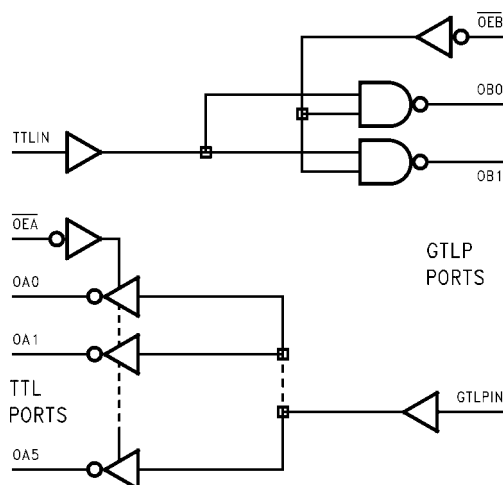 OEB
OB0
TTLIN
OB1
OEA
GTLP
PORTS
OA0
OA1
TTL
PORTS
GTLPIN
OA5